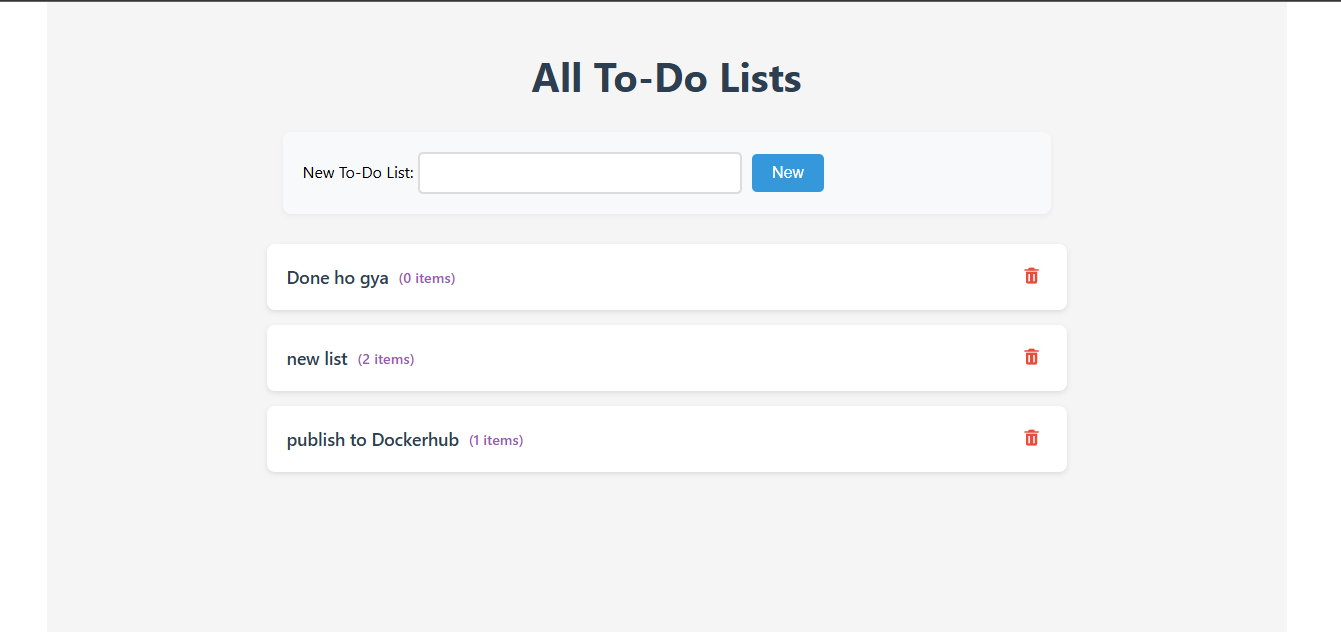 All To-Do Lists
New To-Do List: New
Done ho gya (0 items)
new list (2 items)
publish to Dockerhub (1 items)